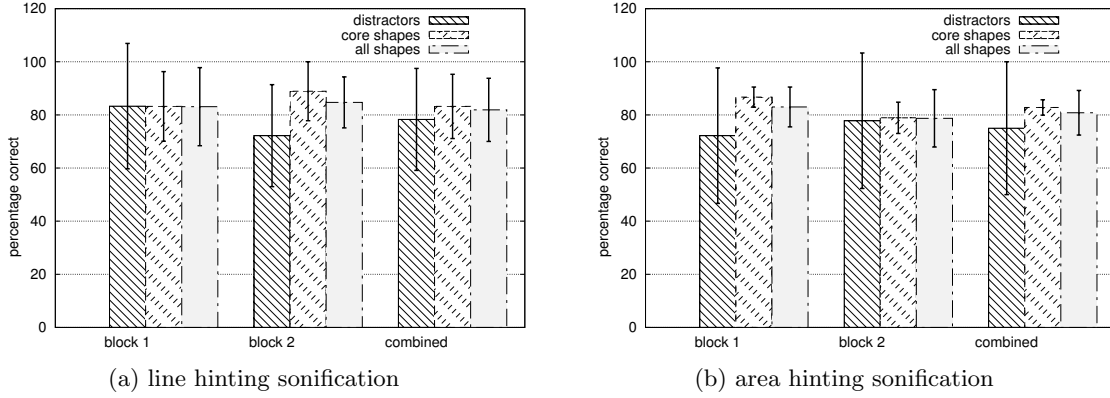 120
100
80
60
40
20
0
percentage correct
distractors
core shapes
all shapes
block 1 block 2 combined
(a) line hinting sonification
120
100
80
60
40
20
0
percentage correct
distractors
core shapes
all shapes
block 1 block 2 combined
(b) area hinting sonification